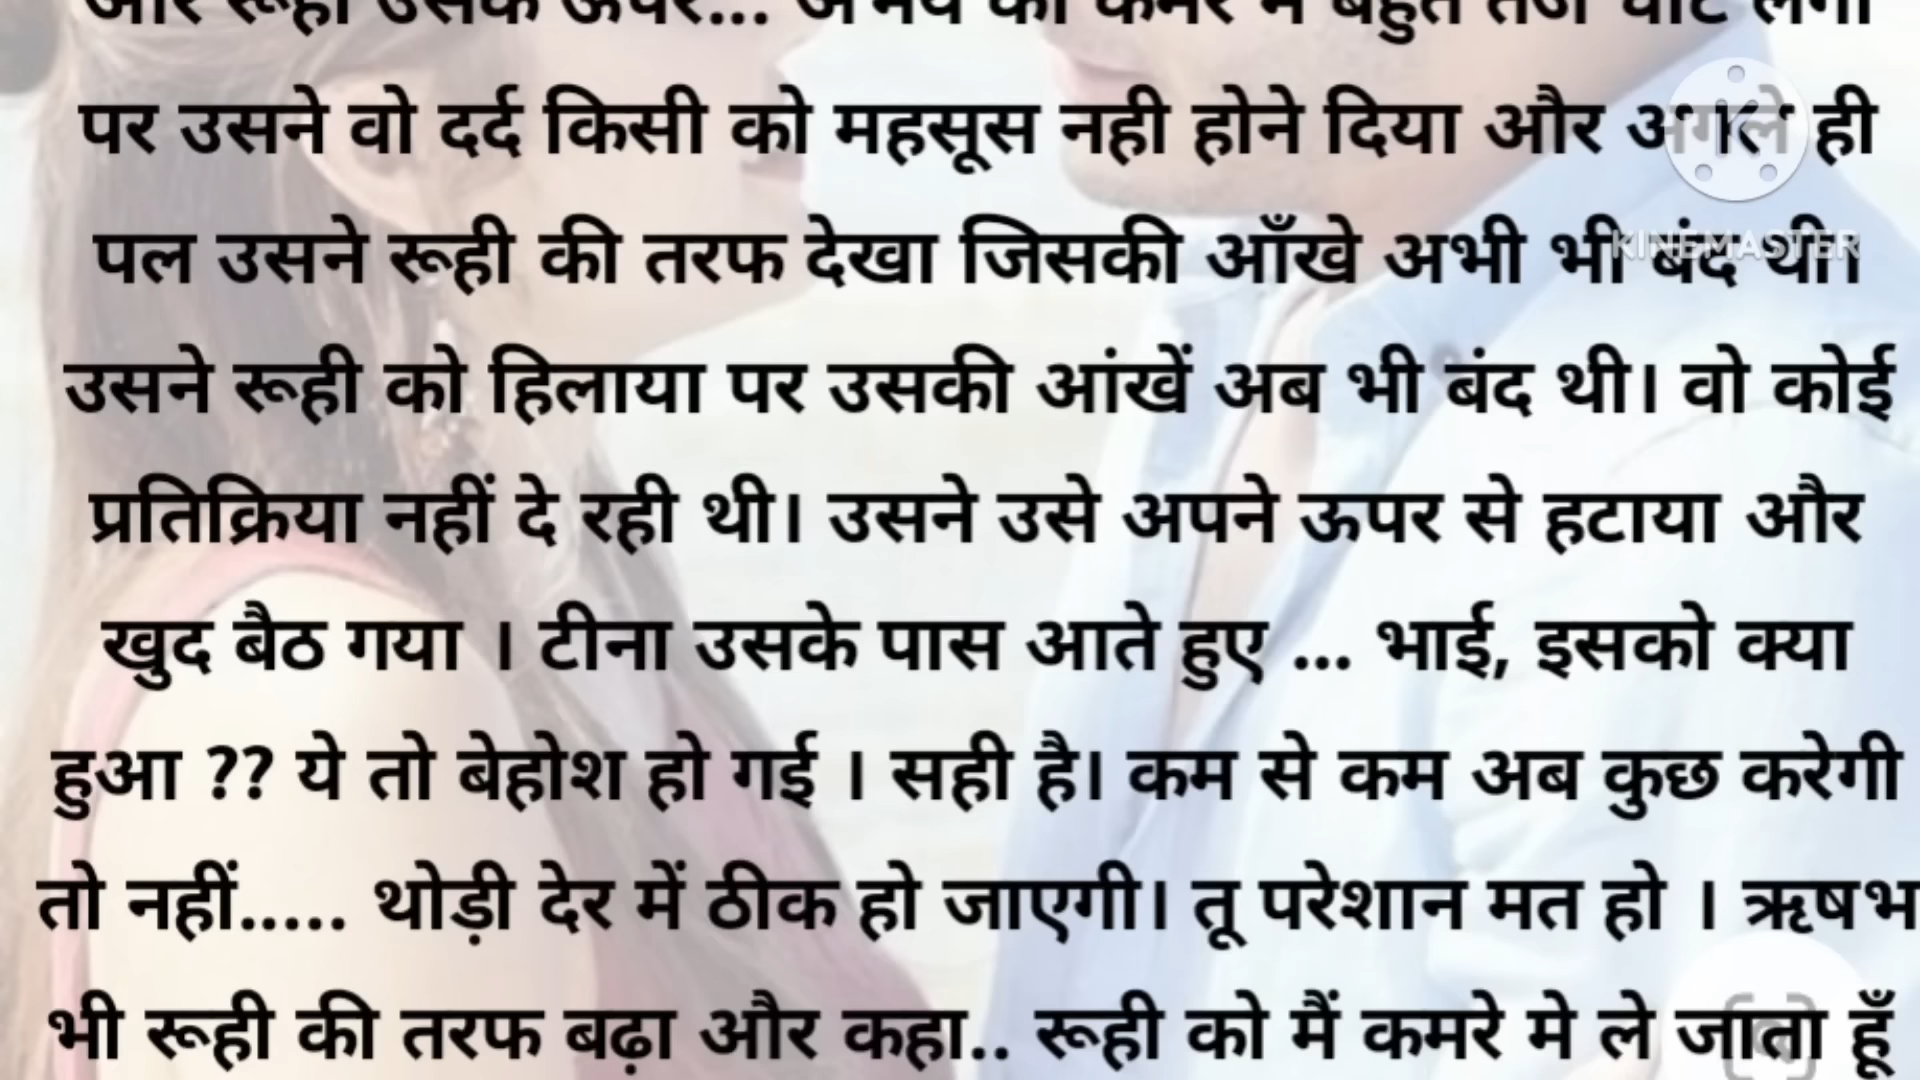 और रूही उसके ऊपर... अभय को कमर में बहुत तेज चोट लगी
पर उसने वो दर्द किसी को महसूस नही होने दिया और अगले ही
पल उसने रूही की तरफ देखा जिसकी आँखे अभी भी बंद थी।
KINEMASTER
उसने रूही को हिलाया पर उसकी आंखें अब भी बंद थी। वो कोई
प्रतिक्रिया नहीं दे रही थी। उसने उसे अपने ऊपर से हटाया और
खुद बैठ गया । टीना उसके पास आते हुए ... भाई, इसको क्या
हुआ ?? ये तो बेहोश हो गई । सही है। कम से कम अब कुछ करेगी
तो नहीं..... थोड़ी देर में ठीक हो जाएगी। तू परेशान मत हो । ऋषभ
भी रूही की तरफ बढ़ा और कहा.. रूही को मैं कमरे मे ले जाता हूँ